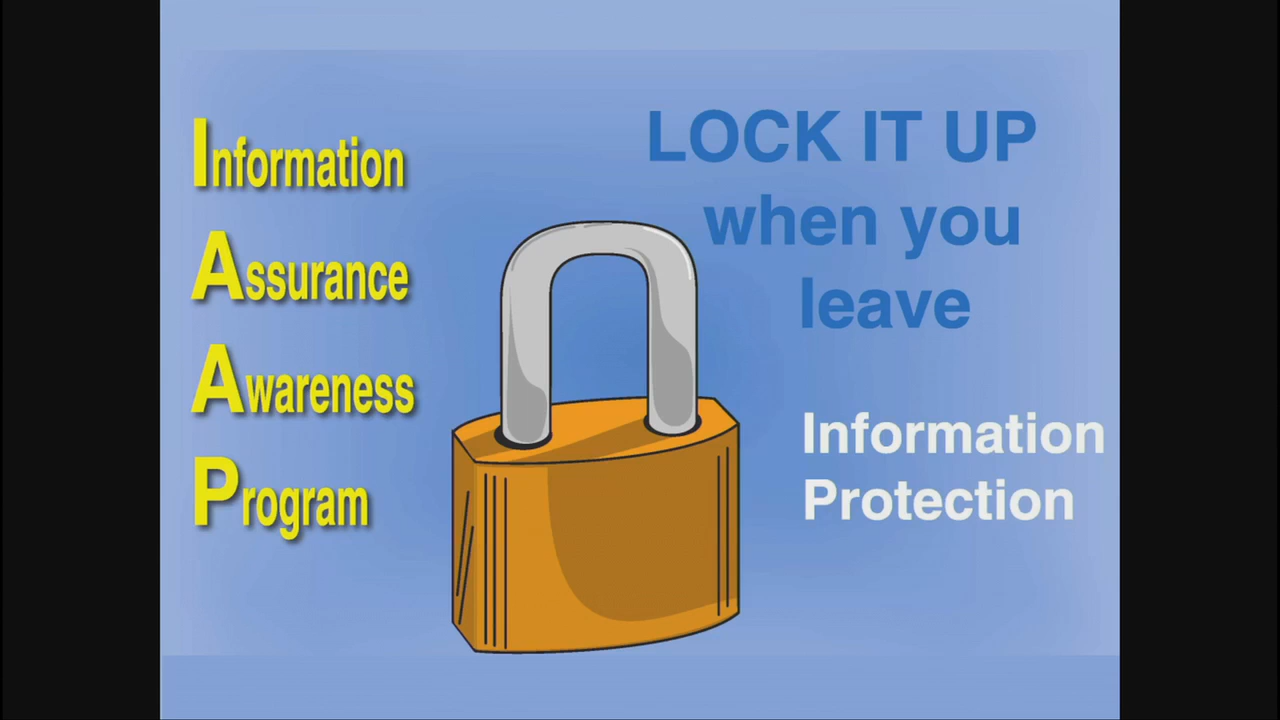 Information
Assurance
Awareness
Program
LOCK IT UP
when you
leave
Information
Protection